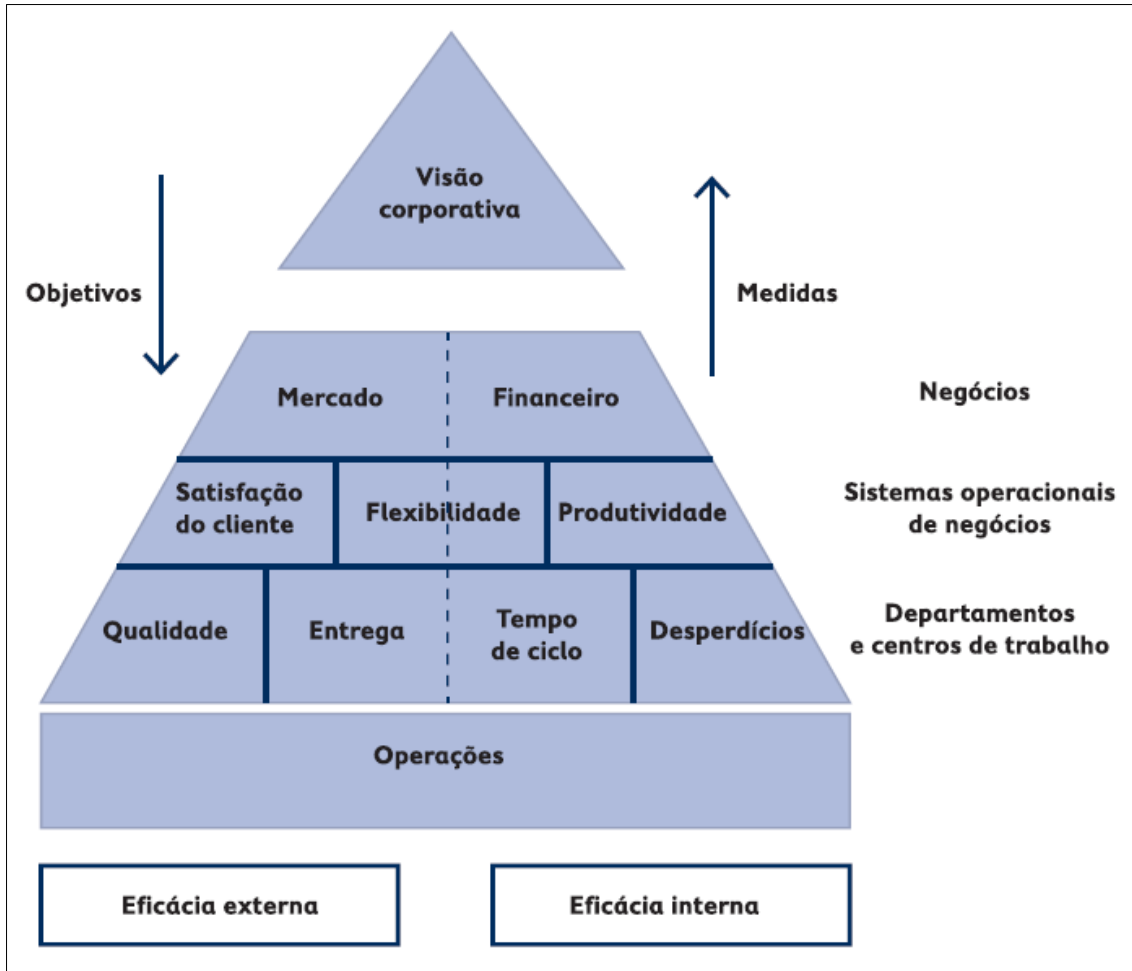 Visão
corporativa
Objetivos
Medidas
Mercado
Financeiro
Negócios
Satisfação
do cliente
Flexibilidade
Produtividade
Sistemas operacionais
de negócios
Qualidade
Entrega
Tempo
de ciclo
Desperdícios
Departamentos
e centros de trabalho
Operações
Eficácia externa
Eficácia interna